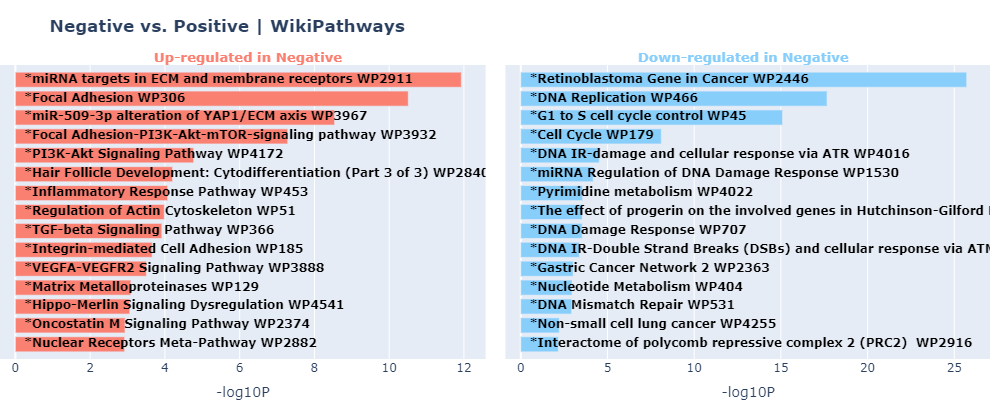 Negative vs. Positive | WikiPathways
Up-regulated in Negative
*miRNA targets in ECM and membrane receptors WP2911
*Focal Adhesion WP306
*miR-509-3p alteration of YAP1/ECM axis WP3967
*Focal Adhesion-PI3K-Akt-mTOR-signaling pathway WP3932
*PI3K-Akt Signaling Pathway WP4172
*Hair Follicle Development: Cytodifferentiation (Part 3 of 3) WP2840
*Inflammatory Response Pathway WP453
*Regulation of Actin Cytoskeleton WP51
*TGF-beta Signaling Pathway WP366
*Integrin-mediated Cell Adhesion WP185
*VEGFA-VEGFR2 Signaling Pathway WP3888
*Matrix Metalloproteinases WP129
*Hippo-Merlin Signaling Dysregulation WP4541
*Oncostatin M Signaling Pathway WP2374
*Nuclear Receptors Meta-Pathway WP2882
0 2 4 6 8 10 12
-log10P
Down-regulated in Negative
*Retinoblastoma Gene in Cancer WP2446
*DNA Replication WP466
*G1 to S cell cycle control WP45
*Cell Cycle WP179
*DNA IR-damage and cellular response via ATR WP4016
*miRNA Regulation of DNA Damage Response WP1530
*Pyrimidine metabolism WP4022
*The effect of progerin on the involved genes in Hutchinson-Gilford
*DNA Damage Response WP707
*DNA IR-Double Strand Breaks (DSBs) and cellular response via
*Gastric Cancer Network 2 WP2363
*Nucleotide Metabolism WP404
*DNA Mismatch Repair WP531
*Non-small cell lung cancer WP4255
*Interactome of polycomb repressive complex 2 (PRC2) WP2916
0 5 10 15 20 25
-log10P